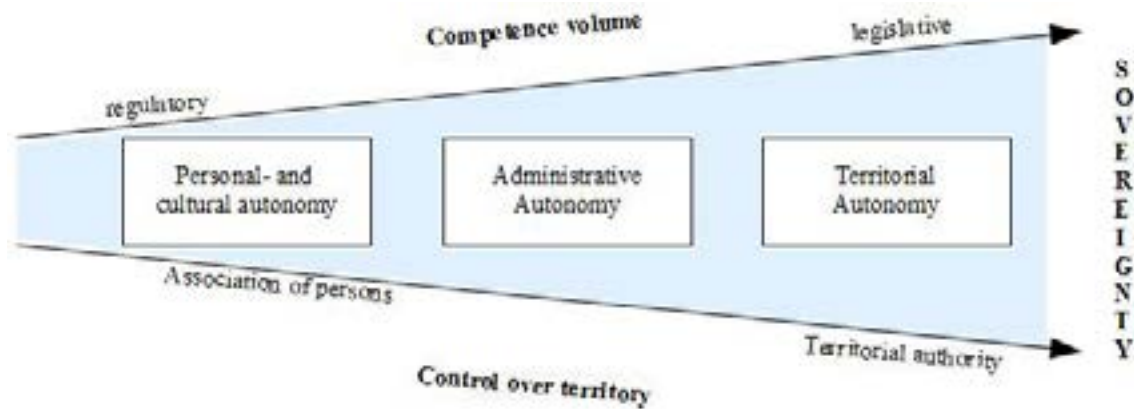 Competence volume
legislative
regulatory
Personal- and
cultural autonomy
Administrative
Autonomy
Territorial
Autonomy
Association of persons
Territorial authority
Control over territory
SOVEREIGNTY